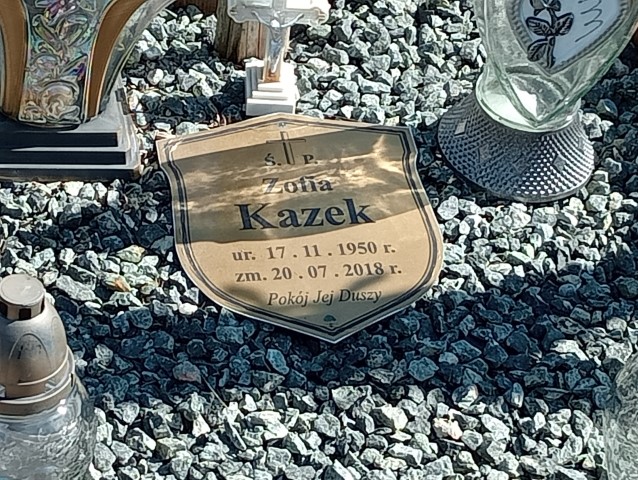 Ś. P.
Zofia
Kazek
ur. 17.11.1950 r.
zm. 20.07.2018 r.
Pokój Jej Duszy